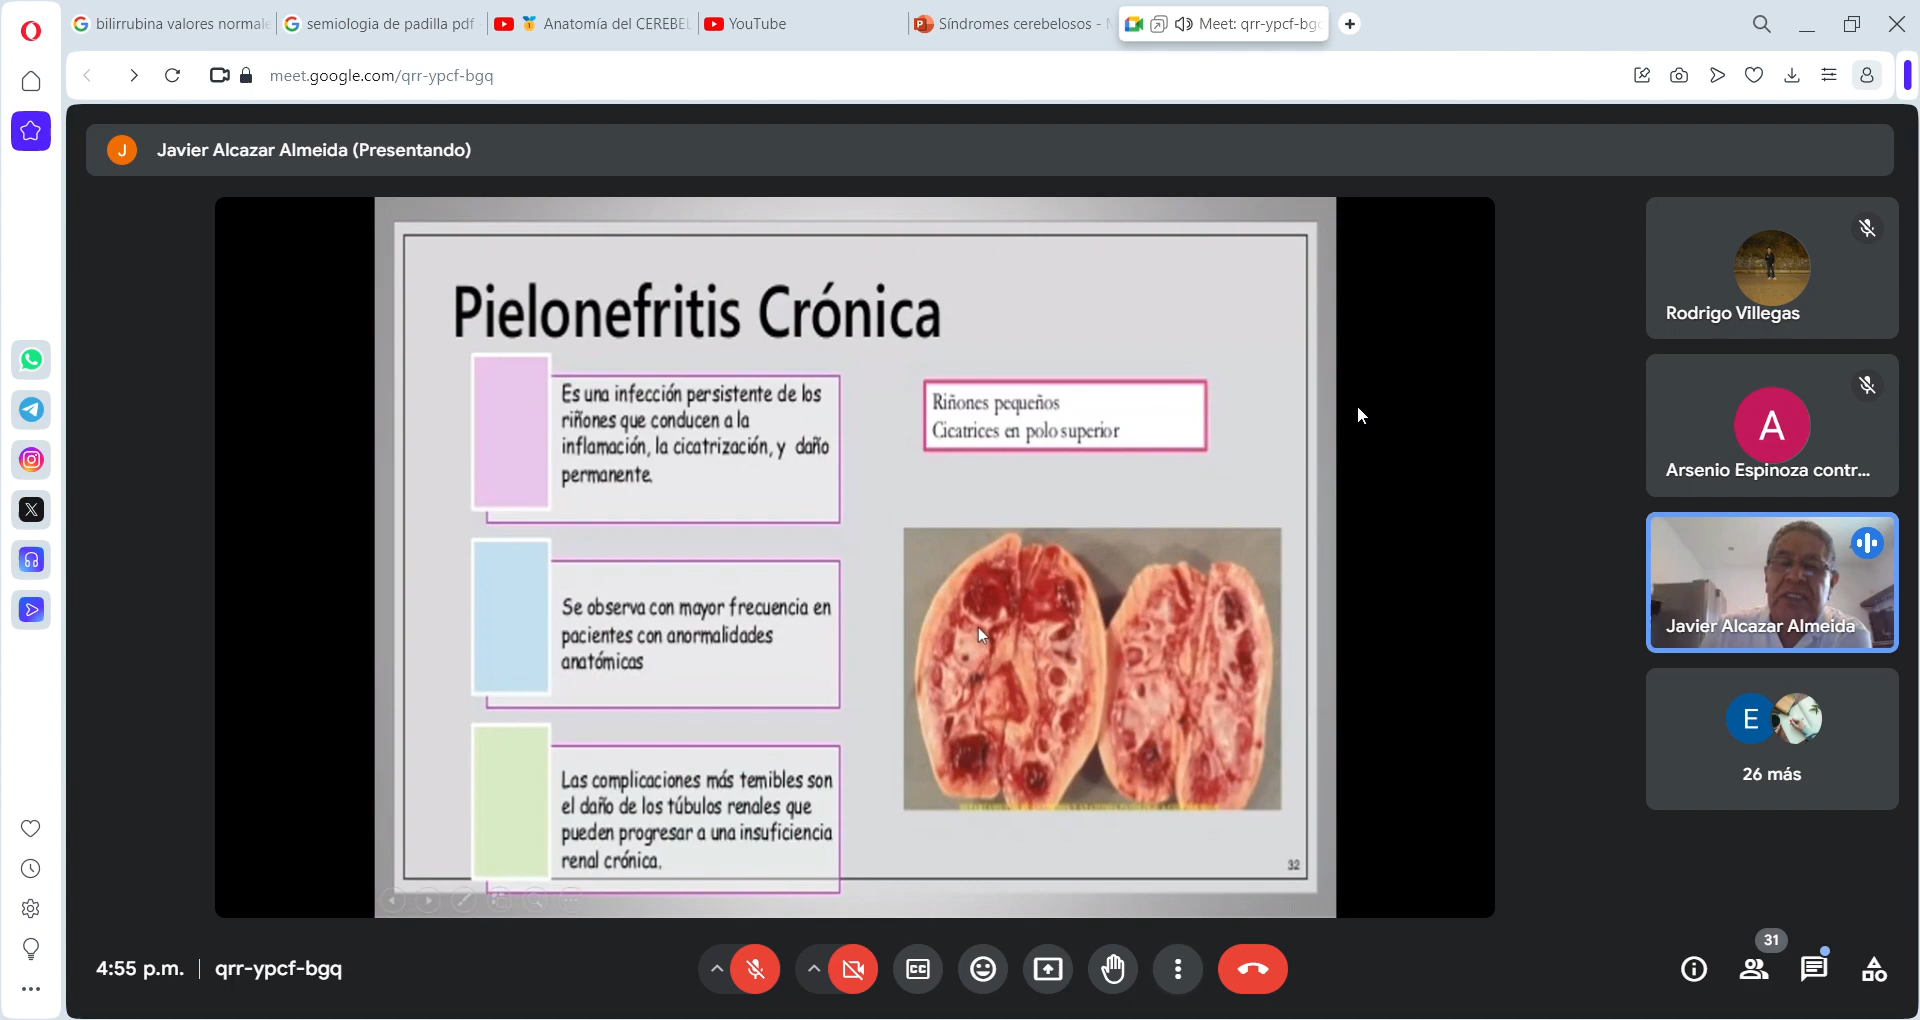 bilirrubina valores normale
semiologia de padilla pdf
Anatomía del CEREBEL
YouTube
Síndromes cerebelosos -
Meet: qrr-ypcf-bgq
meet.google.com/qrr-ypcf-bgq
J
Javier Alcazar Almeida (Presentando)
Pielonefritis Crónica
Es una infección persistente de los
riñones que conducen a la
inflamación, la cicatrización, y daño
permanente.
Se observa con mayor frecuencia en
pacientes con anormalidades
anatómicas
Las complicaciones más temibles son
el daño de los túbulos renales que
pueden progresar a una insuficiencia
renal crónica.
Riñones pequeños
Cicatrices en polo superior
32
Rodrigo Villegas
A
Arsenio Espinoza contr...
Javier Alcazar Almeida
E
26 más
4:55 p.m.
qrr-ypcf-bgq
CC
31